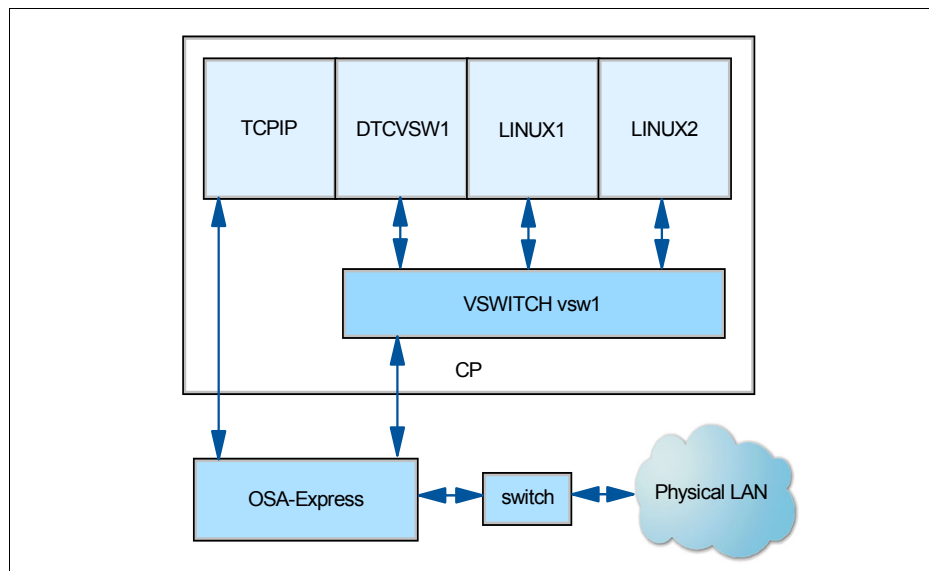 TCPIP
DTCVSW1
LINUX1
LINUX2
VSWITCH vsw1
CP
OSA-Express
switch
Physical LAN